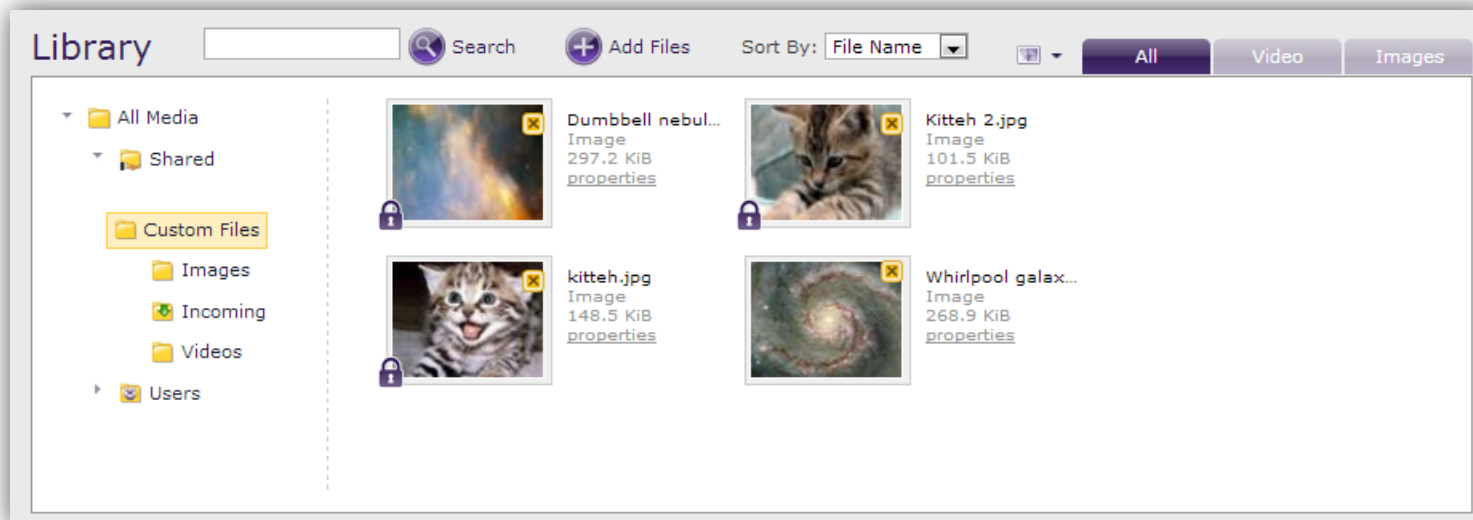 Library
Search
Add Files
Sort By: File Name
All
Video
Images
All Media
Shared
Custom Files
Images
Incoming
Videos
Users
Dumbbell nebul...
Image
297.2 KiB
properties
Kitteh 2.jpg
Image
101.5 KiB
properties
kitteh.jpg
Image
148.5 KiB
properties
Whirlpool galax...
Image
268.9 KiB
properties